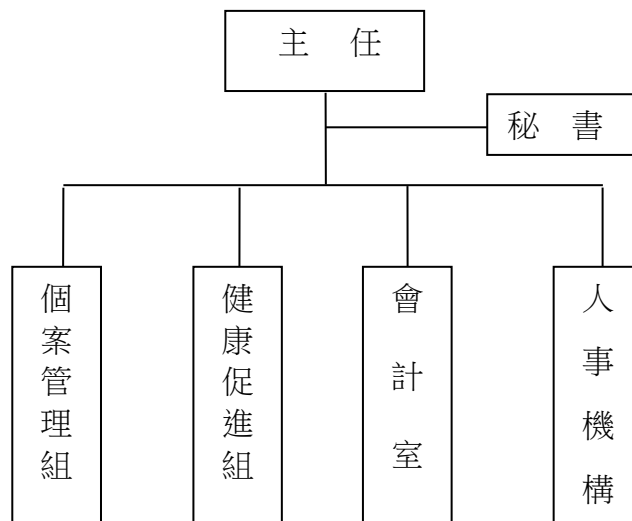 主 任
秘 書
個案管理組
健康促進組
會計室
人事機構